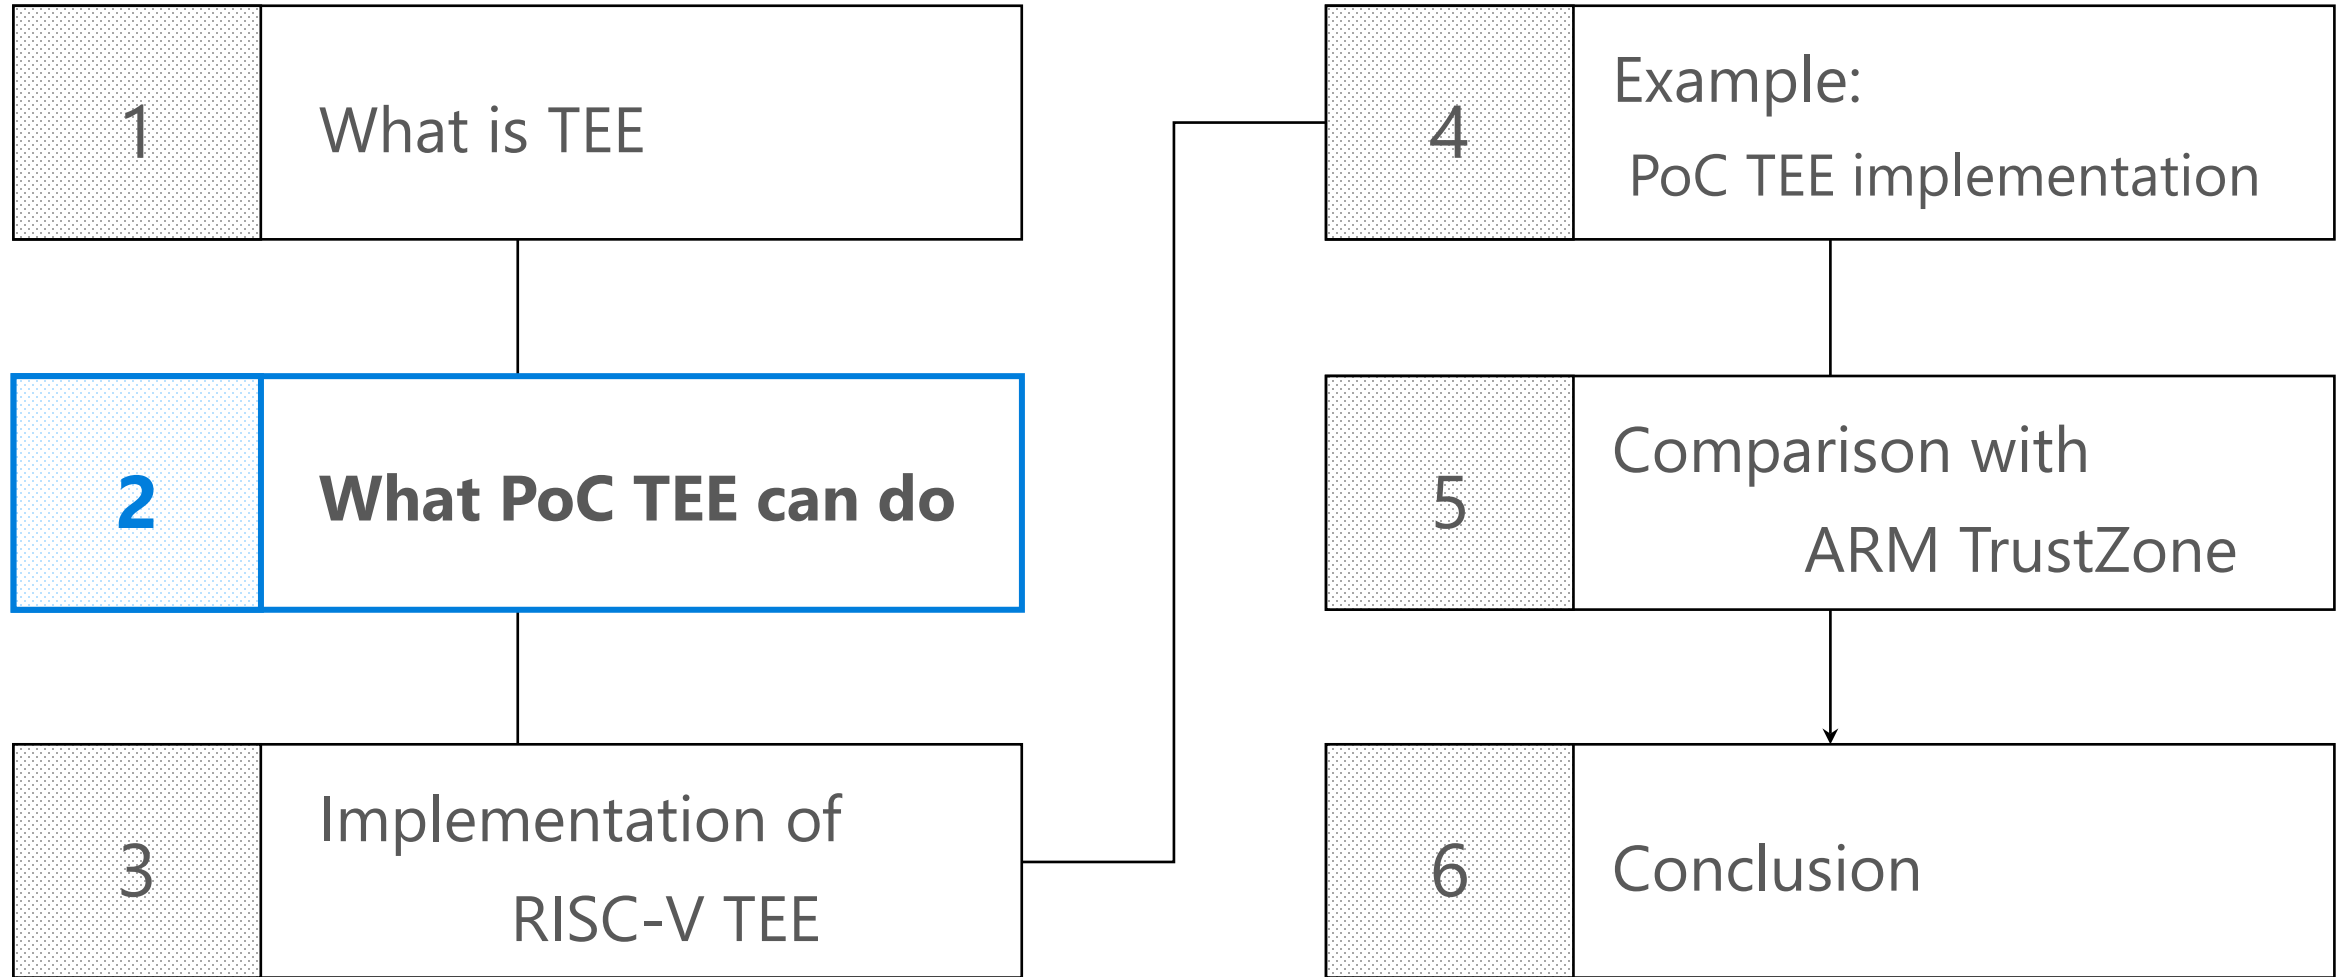 1
What is TEE
2
What PoC TEE can do
3
Implementation of
RISC-V TEE
4
Example:
PoC TEE implementation
5
Comparison with
ARM TrustZone
6
Conclusion